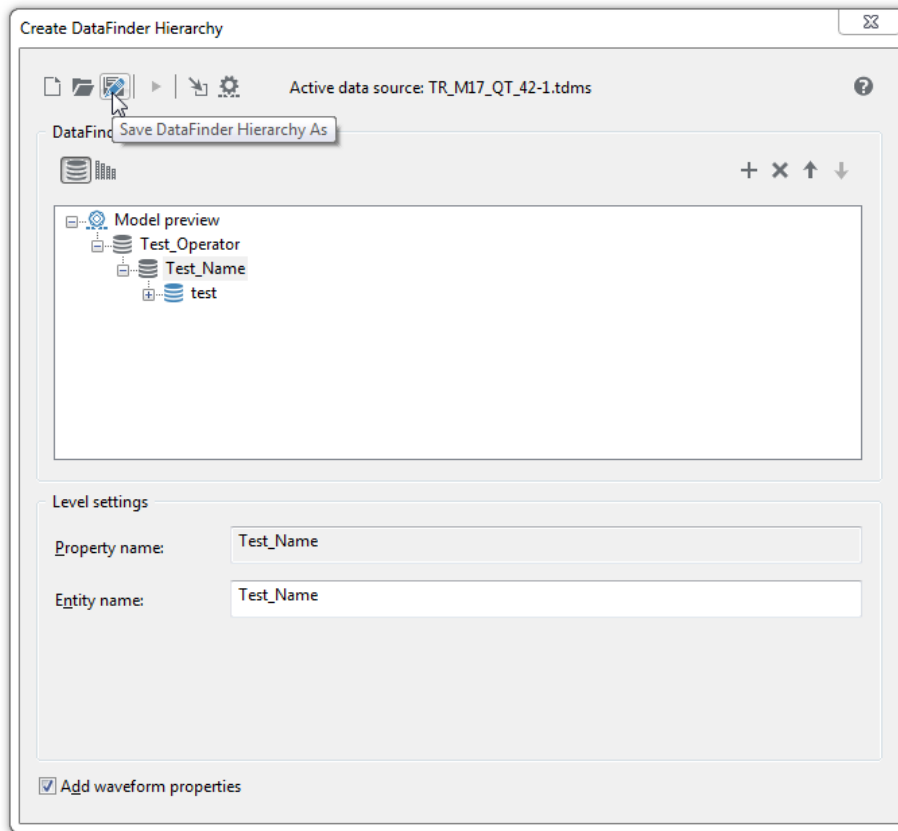 Create DataFinder Hierarchy
Active data source: TR_M17_QT_42-1.tdms
Save DataFinder Hierarchy As
DataFind
Model preview
Test_Operator
Test_Name
test
Level settings
Property name: Test_Name
Entity name: Test_Name
Add waveform properties